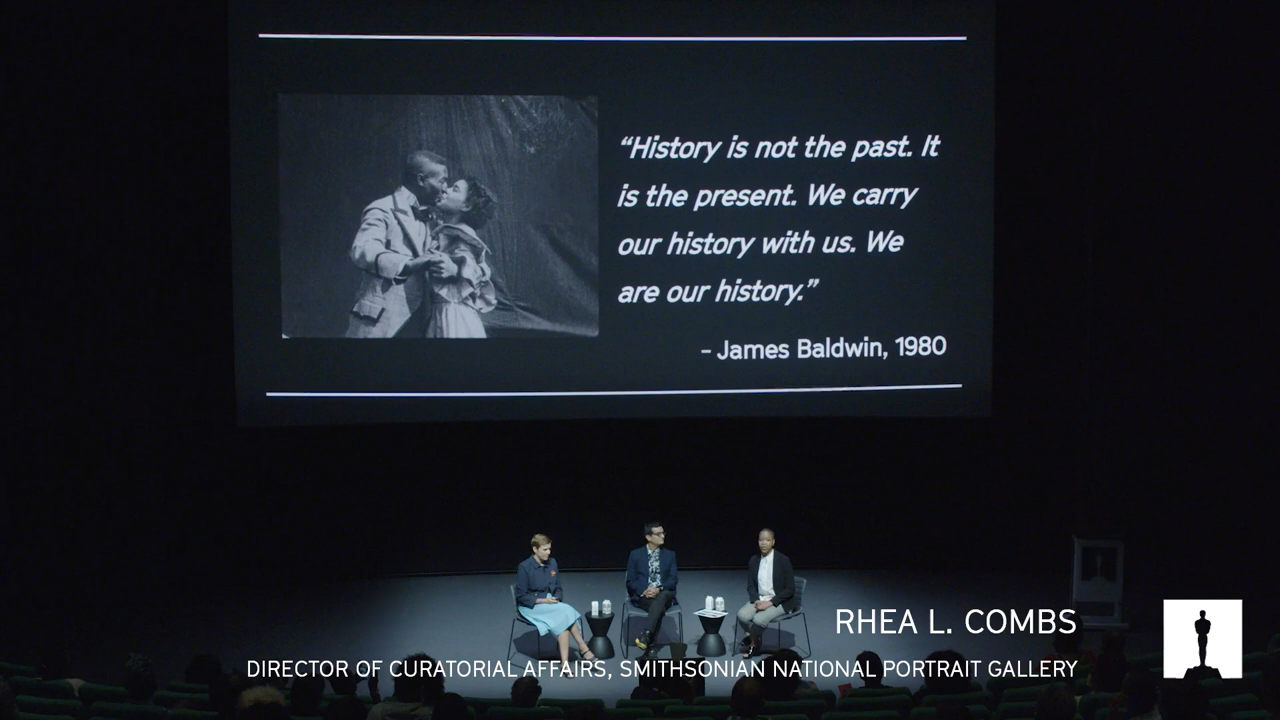 “History is not the past. It
is the present. We carry
our history with us. We
are our history.”
– James Baldwin, 1980
RHEA L. COMBS
DIRECTOR OF CURATORIAL AFFAIRS, SMITHSONIAN NATIONAL PORTRAIT GALLERY